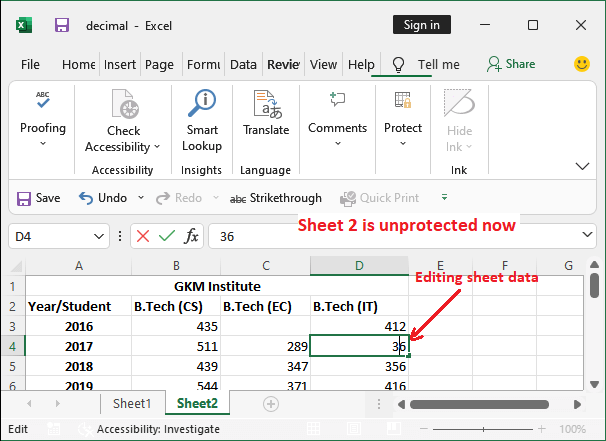 decimal - Excel
Sign in
File Home Insert Page Formu Data Review View Help Tell me Share
ABC
Proofing
Check
Accessibility
Accessibility
Smart
Lookup
Insights
Translate
Language
Comments
Protect
Hide
Ink
Ink
Save Undo Redo abc Strikethrough Quick Print
Sheet 2 is unprotected now
D4 fx 36
A B C D E F G
Editing sheet data
1 GKM Institute
2 Year/Student B.Tech (CS) B.Tech (EC) B.Tech (IT)
3 2016 435 412
4 2017 511 289 36
5 2018 439 347 356
6 2019 544 371 416
Sheet1 Sheet2
Edit Accessibility: Investigate 100%